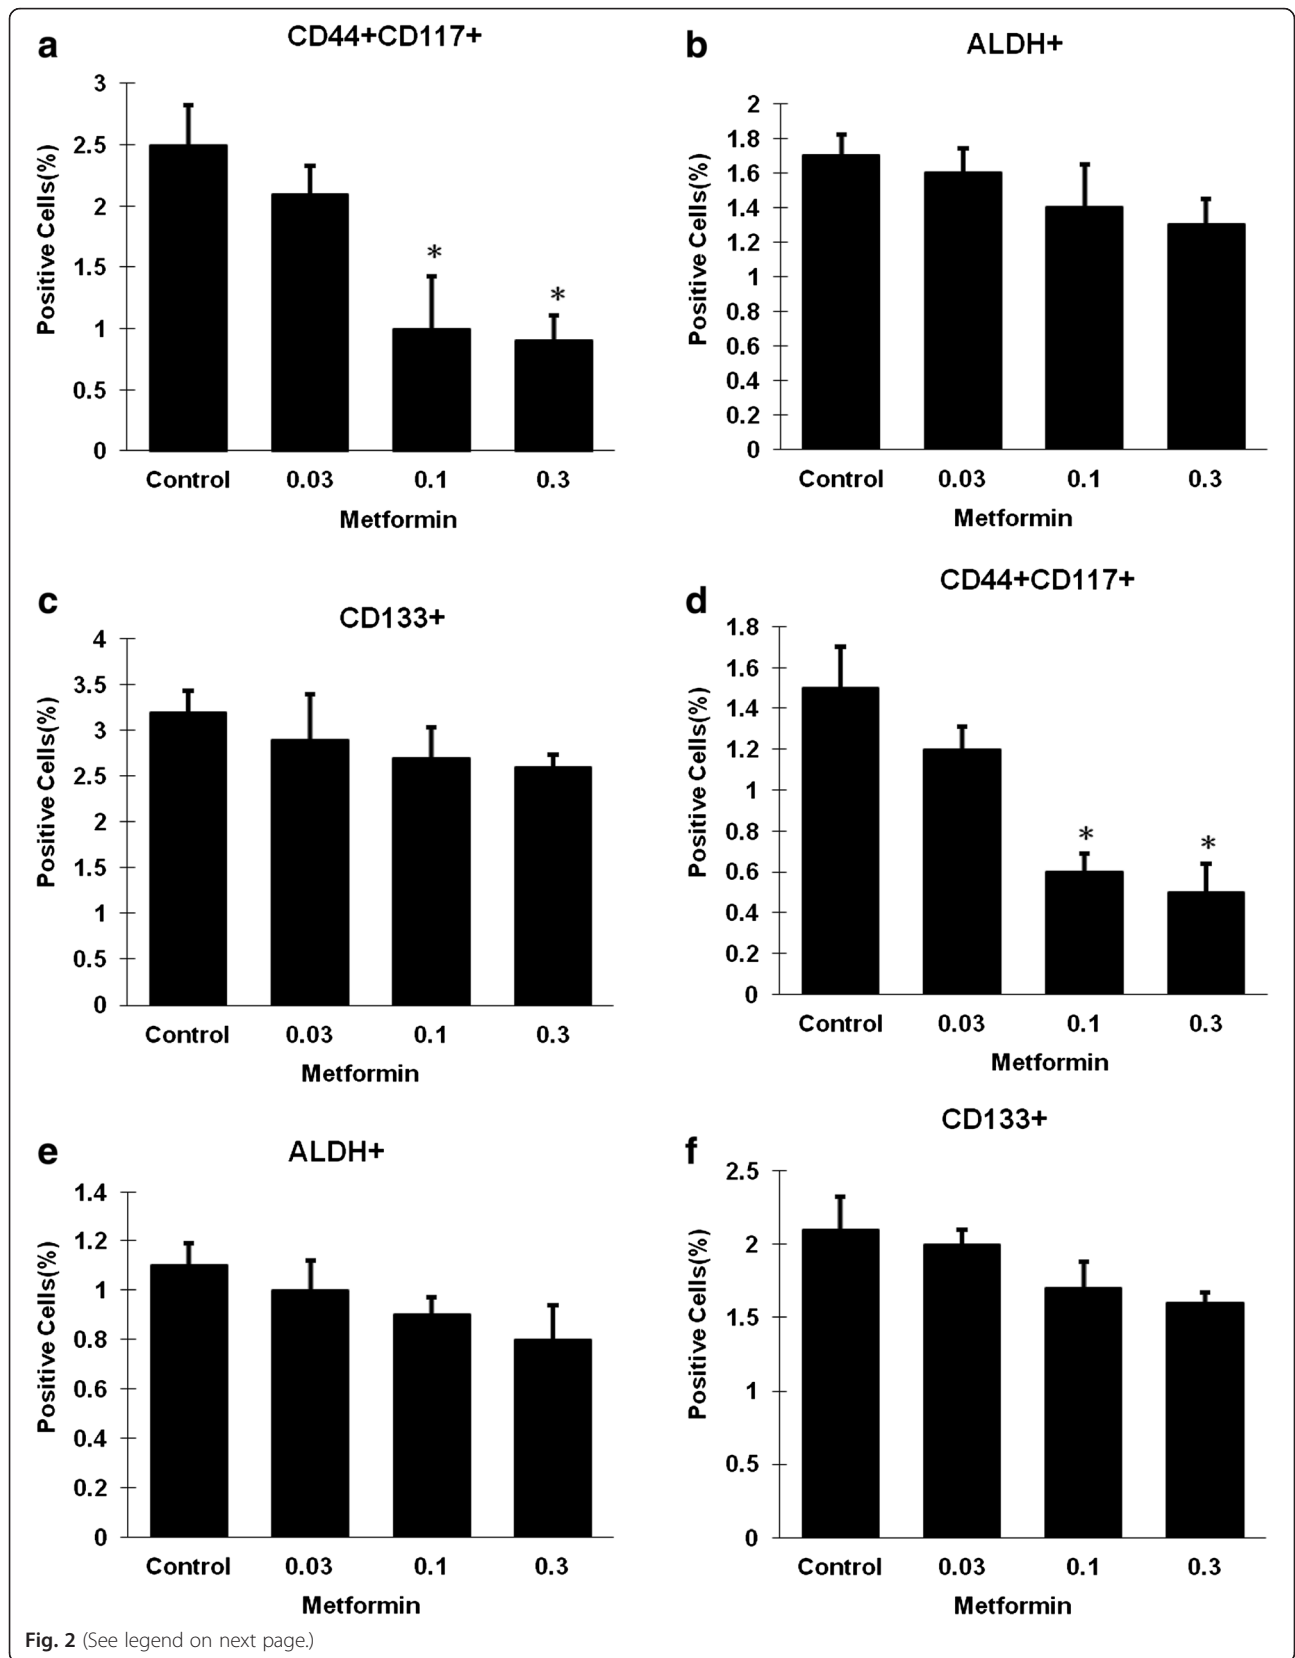 a
CD44+CD117+
Positive Cells(%)
3
2.5
2
1.5
1
0.5
0
*
*
Control 0.03 0.1 0.3
Metformin
b
ALDH+
Positive Cells(%)
2
1.8
1.6
1.4
1.2
1
0.8
0.6
0.4
0.2
0
Control 0.03 0.1 0.3
Metformin
c
CD133+
Positive Cells(%)
4
3.5
3
2.5
2
1.5
1
0.5
0
Control 0.03 0.1 0.3
Metformin
d
CD44+CD117+
Positive Cells(%)
1.8
1.6
1.4
1.2
1
0.8
0.6
0.4
0.2
0
*
*
Control 0.03 0.1 0.3
Metformin
e
ALDH+
Positive Cells(%)
1.4
1.2
1
0.8
0.6
0.4
0.2
0
Control 0.03 0.1 0.3
Metformin
f
CD133+
Positive Cells(%)
2.5
2
1.5
1
0.5
0
Control 0.03 0.1 0.3
Metformin
Fig. 2 (See legend on next page.)